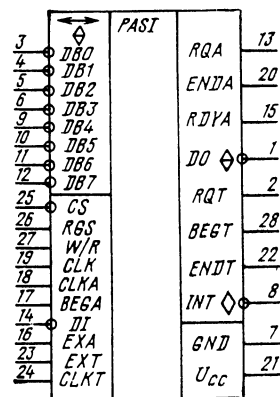 PASI
3 DB0
4 DB1
5 DB2
6 DB3
9 DB4
10 DB5
11 DB6
12 DB7
25 CS
26 RGS
27 W/R
19 CLK
18 CLKA
17 BEGA
14 DI
16 EXA
23 EXT
24 CLKT
RQA 13
ENDA 20
RDYA 15
DO 1
RQT 2
BEGT 28
ENDT 22
INT 8
GND 7
Ucc 21